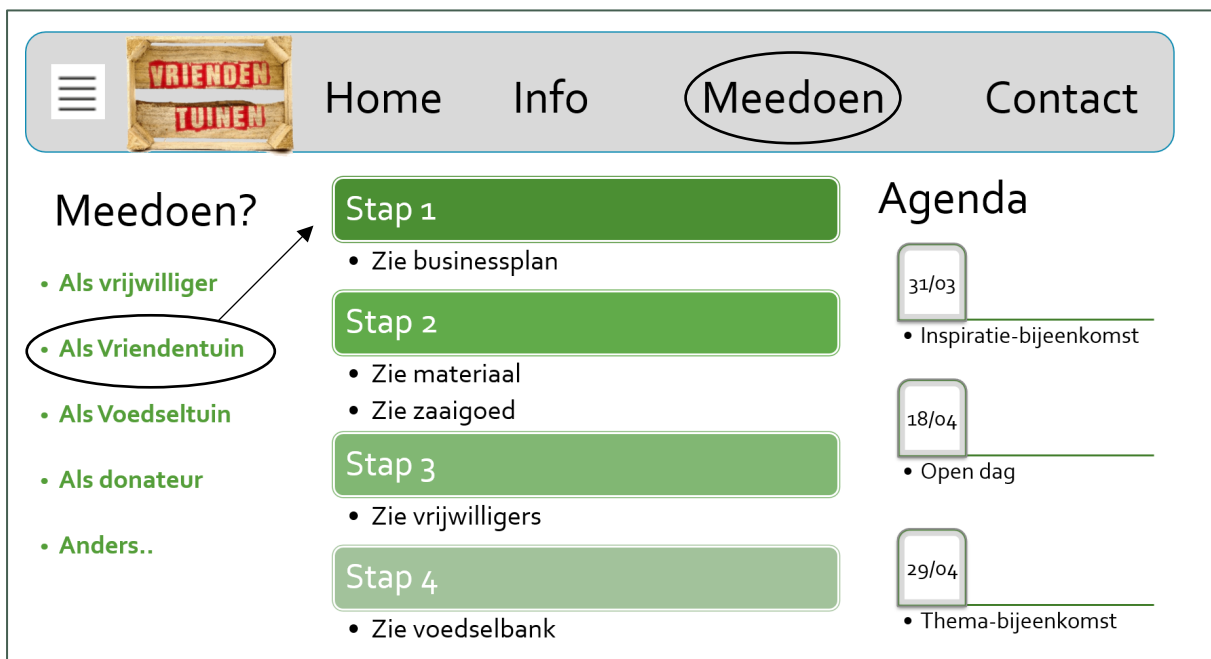 VRIENDEN
TUINEN
Home Info Meedoen Contact
Meedoen?
• Als vrijwilliger
• Als Vriendentuin
• Als Voedseltuin
• Als donateur
• Anders..
Stap 1
• Zie businessplan
Stap 2
• Zie materiaal
• Zie zaaigoed
Stap 3
• Zie vrijwilligers
Stap 4
• Zie voedselbank
Agenda
31/03
• Inspiratie-bijeenkomst
18/04
• Open dag
29/04
• Thema-bijeenkomst